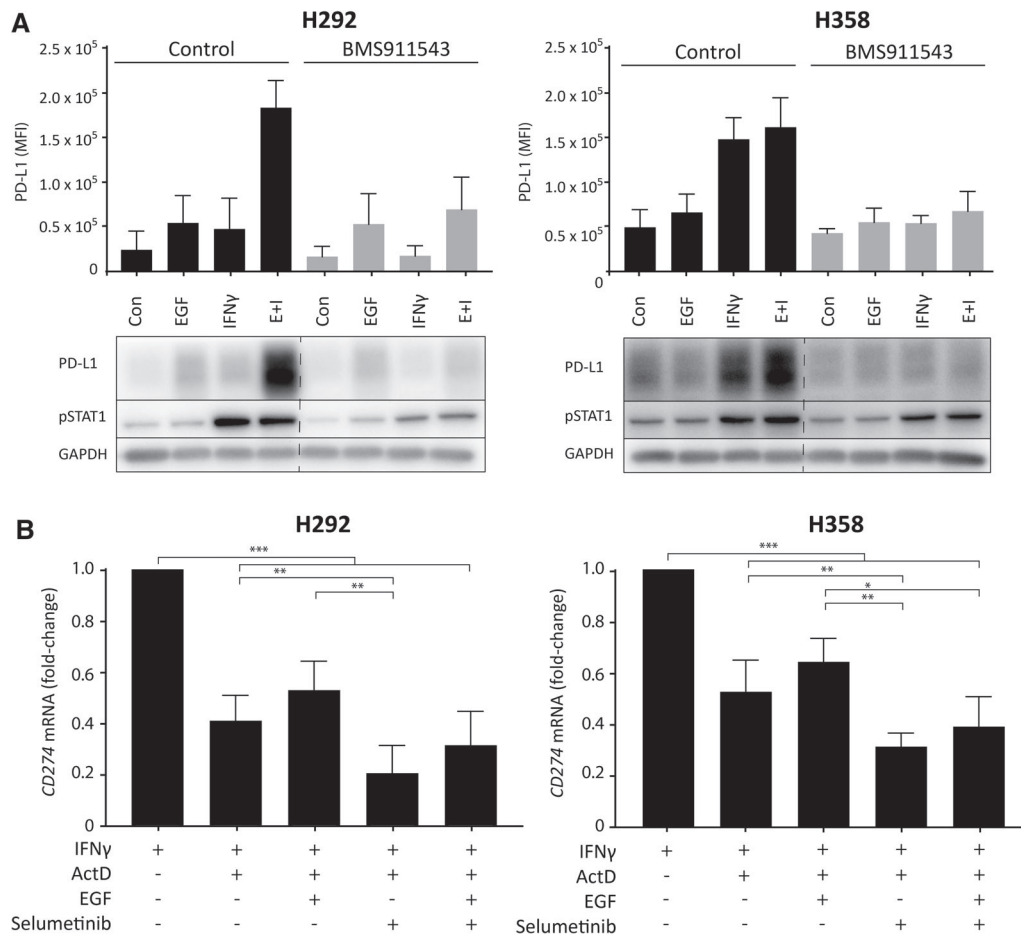 A
H292
Control
BMS911543
PD-L1 (MFI)
2.5 x 10^5
2.0 x 10^5
1.5 x 10^5
1.0 x 10^5
0.5 x 10^5
0
Con EGF IFNγ E+I Con EGF IFNγ E+I
PD-L1
pSTAT1
GAPDH
H358
Control
BMS911543
PD-L1 (MFI)
2.5 x 10^5
2.0 x 10^5
1.5 x 10^5
1.0 x 10^5
0.5 x 10^5
0
Con EGF IFNγ E+I Con EGF IFNγ E+I
PD-L1
pSTAT1
GAPDH
B
H292
CD274 mRNA (fold-change)
1.0
0.8
0.6
0.4
0.2
0
***
**
**
IFNγ + + + + +
ActD - + + + +
EGF - - + - +
Selumetinib - - - + +
H358
CD274 mRNA (fold-change)
1.0
0.8
0.6
0.4
0.2
0
***
**
*
**
IFNγ + + + + +
ActD - + + + +
EGF - - + - +
Selumetinib - - - + +